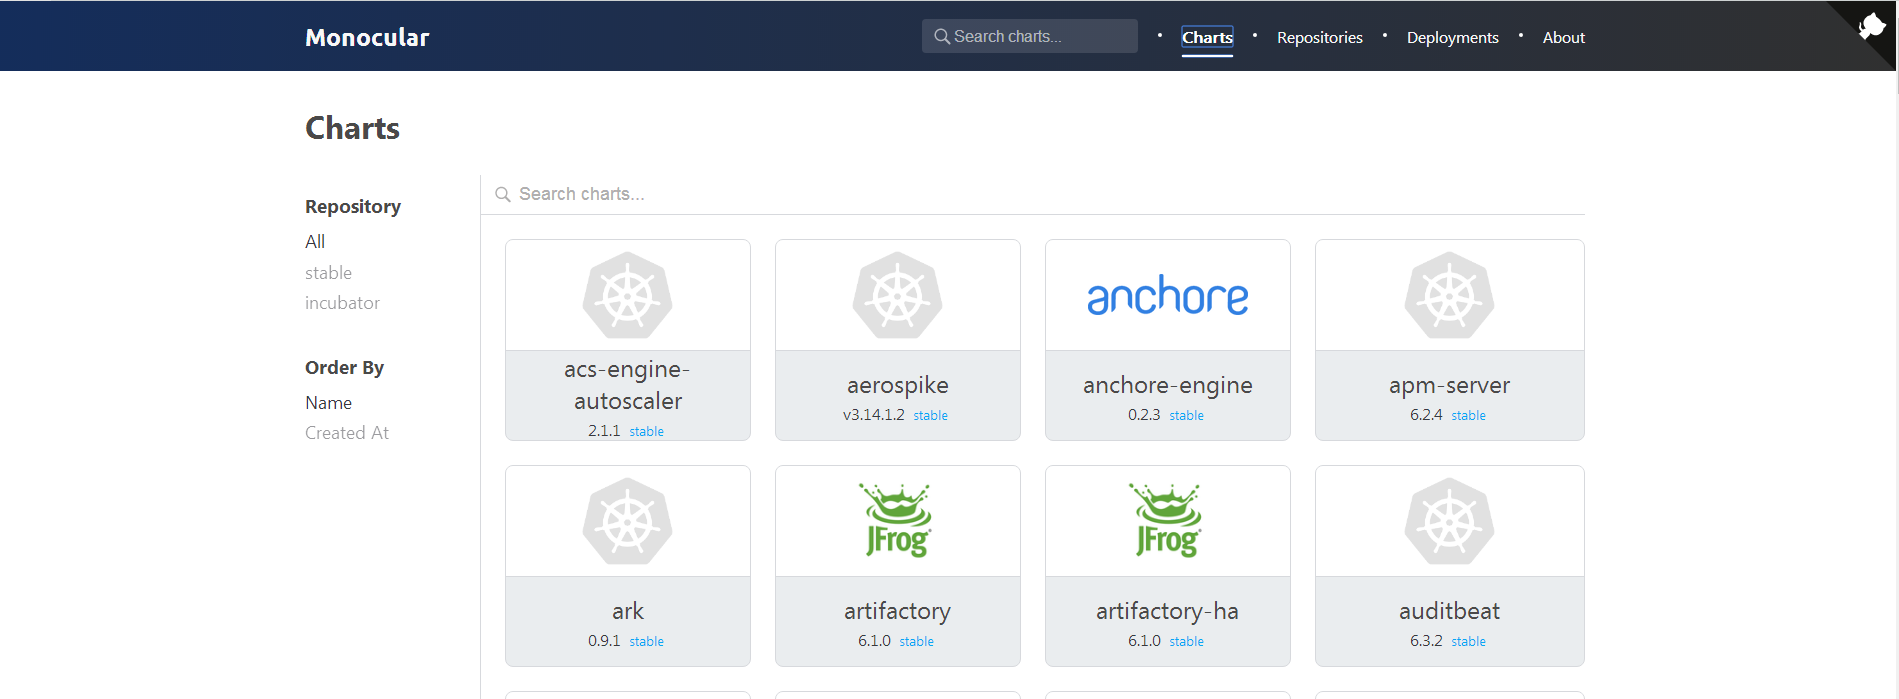 Monocular
Search charts...
Charts
Repositories
Deployments
About
Charts
Repository
All
stable
incubator
Order By
Name
Created At
Search charts...
acs-engine-
autoscaler
2.1.1 stable
aerospike
v3.14.1.2 stable
anchore
anchore-engine
0.2.3 stable
apm-server
6.2.4 stable
ark
0.9.1 stable
JFrog
artifactory
6.1.0 stable
JFrog
artifactory-ha
6.1.0 stable
auditbeat
6.3.2 stable